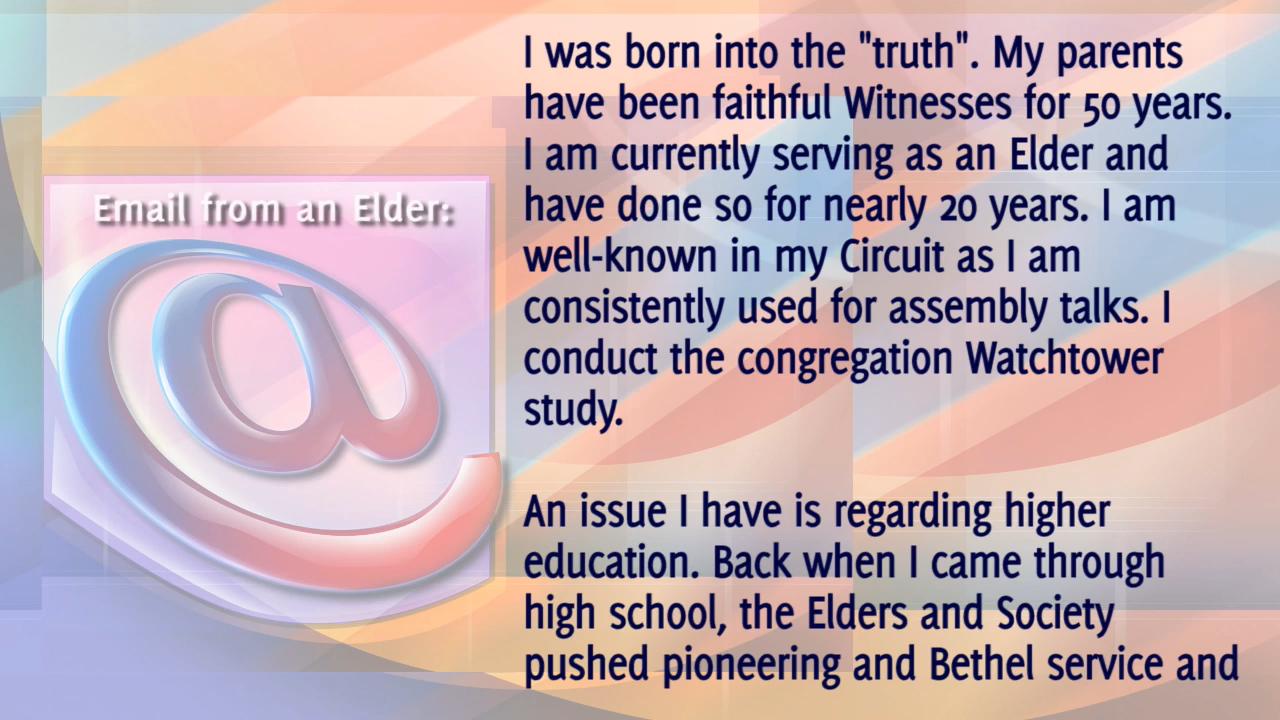 Email from an Elder:
I was born into the "truth". My parents
have been faithful Witnesses for 50 years.
I am currently serving as an Elder and
have done so for nearly 20 years. I am
well-known in my Circuit as I am
consistently used for assembly talks. I
conduct the congregation Watchtower
study.
An issue I have is regarding higher
education. Back when I came through
high school, the Elders and Society
pushed pioneering and Bethel service and